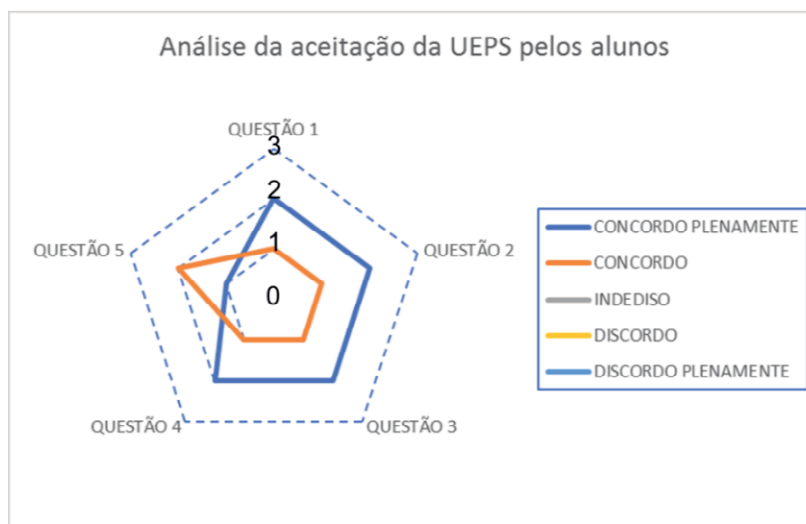 Análise da aceitação da UEPS pelos alunos
QUESTÃO 1
3
2
1
0
QUESTÃO 5
QUESTÃO 2
QUESTÃO 4
QUESTÃO 3
CONCORDO PLENAMENTE
CONCORDO
INDEDISO
DISCORDO
DISCORDO PLENAMENTE